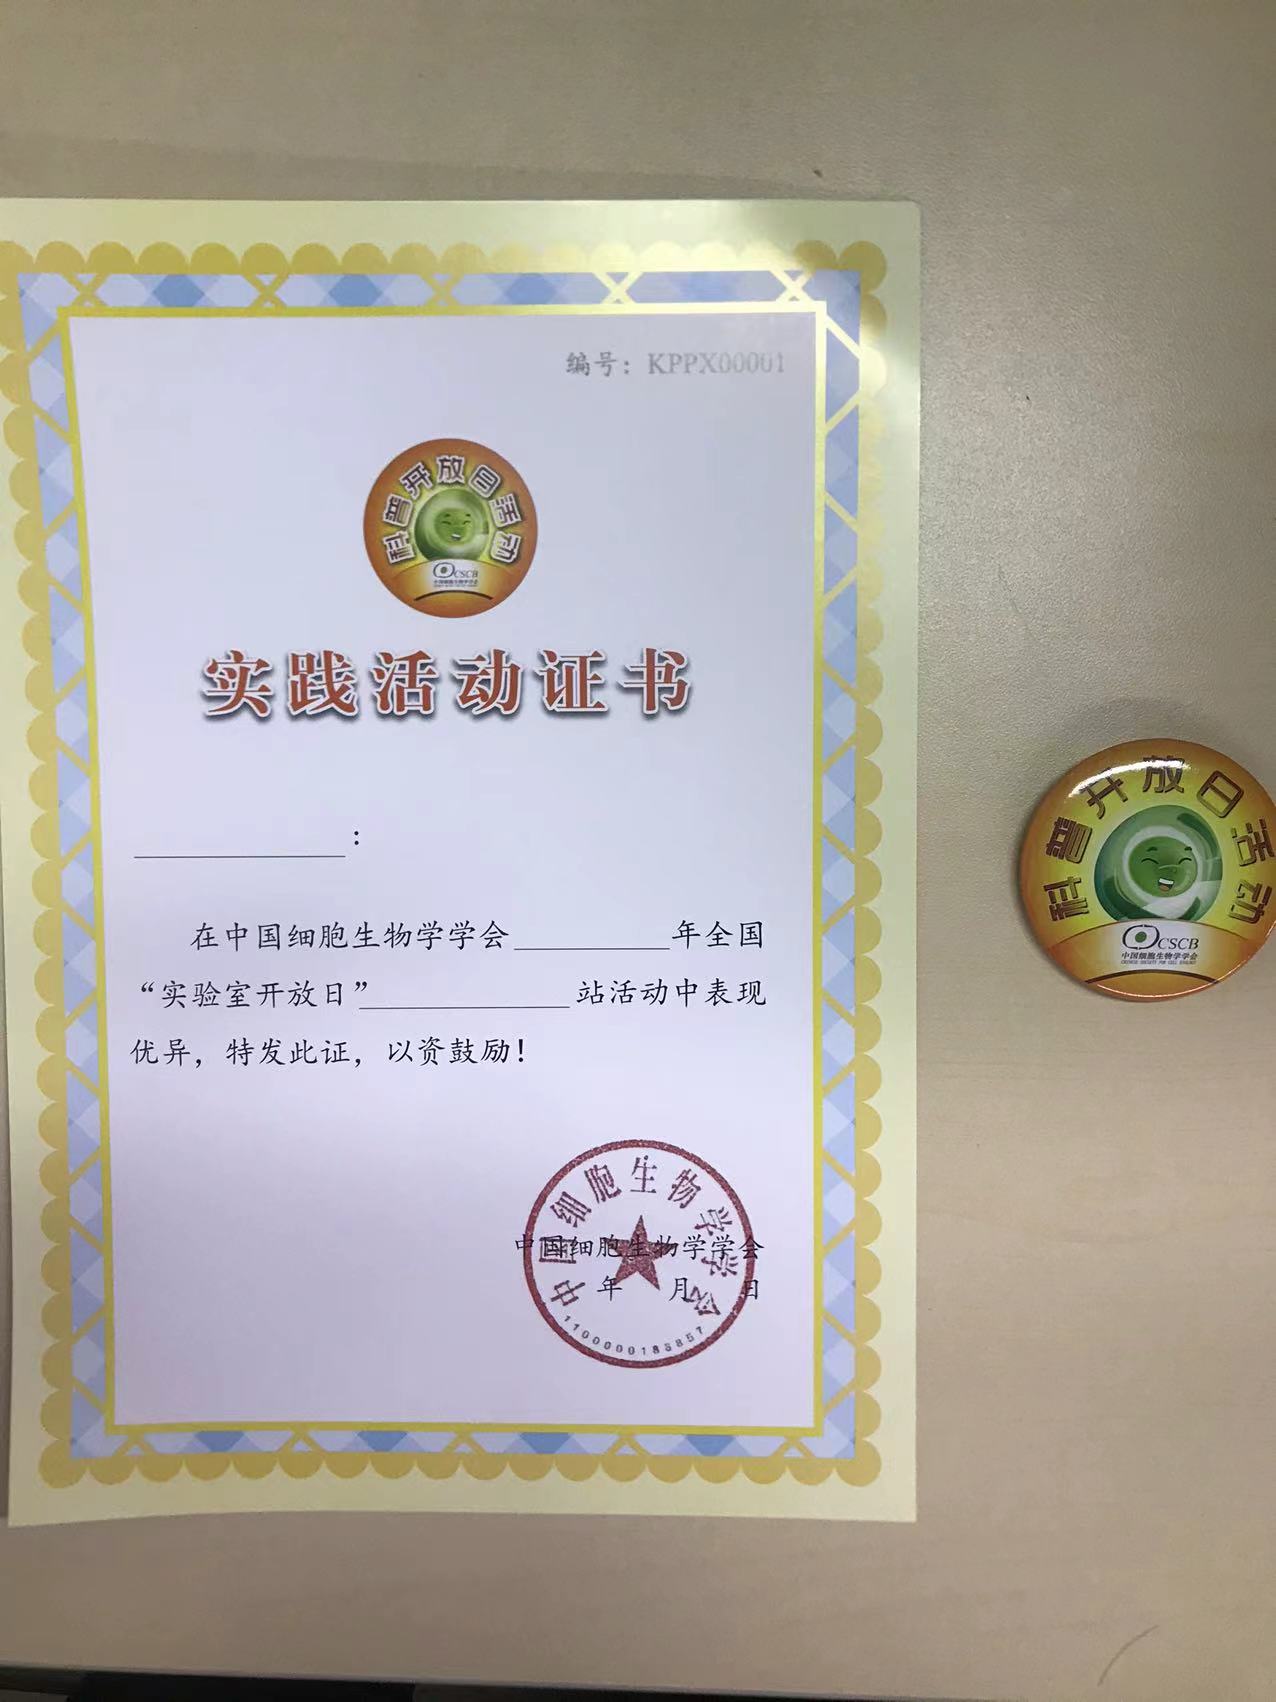 编号：KPPX00001
科普开放日活动
CSCB
中国细胞生物学学会
实践活动证书
：
在中国细胞生物学学会 年全国
“实验室开放日” 站活动中表现
优异，特发此证，以资鼓励！
中国细胞生物学学会
年 月 日
中国细胞生物学学会
科普开放日活动
CSCB
中国细胞生物学学会
CHINESE SOCIETY FOR CELL BIOLOGY